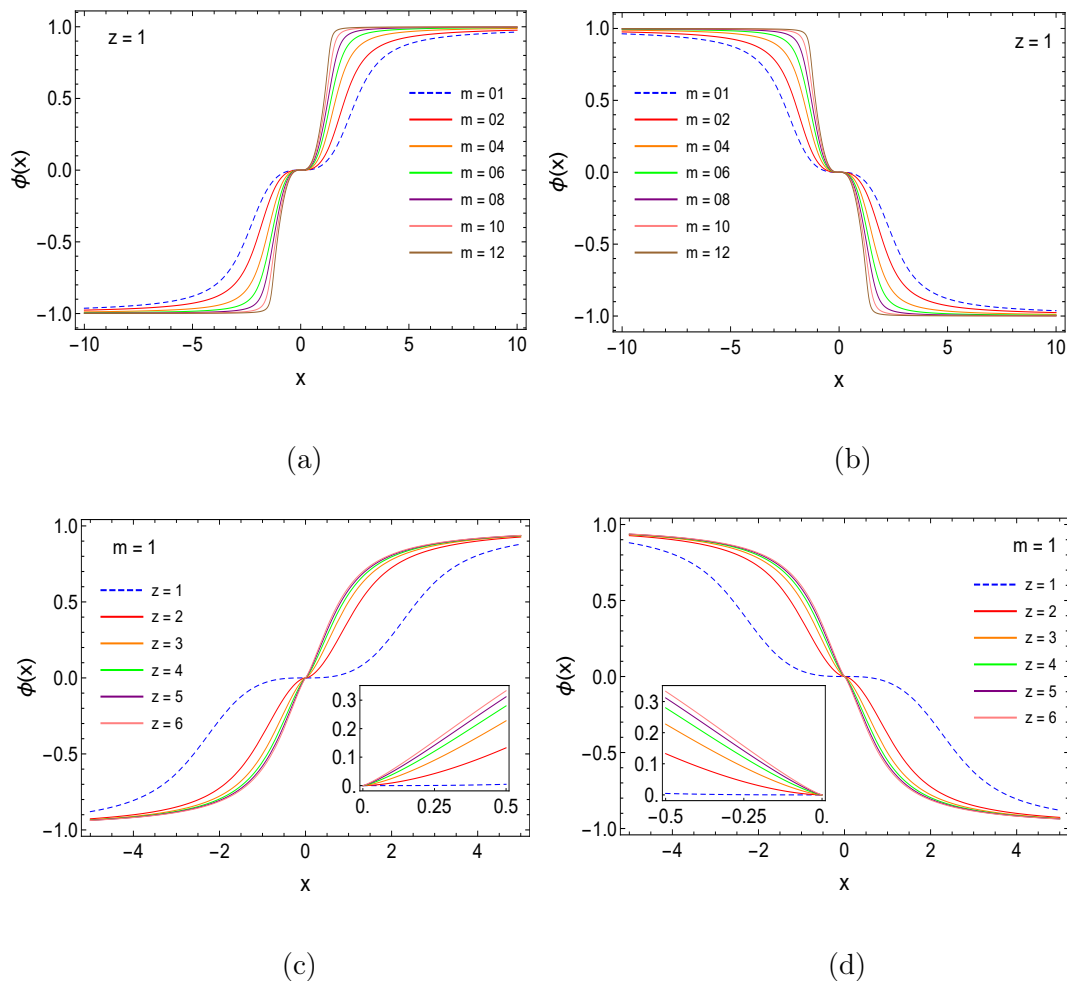 z = 1
1.0
0.5
0.0
−0.5
−1.0
ϕ(x)
m = 01
m = 02
m = 04
m = 06
m = 08
m = 10
m = 12
−10
−5
0
5
10
x
(a)
z = 1
1.0
0.5
0.0
−0.5
−1.0
ϕ(x)
m = 01
m = 02
m = 04
m = 06
m = 08
m = 10
m = 12
−10
−5
0
5
10
x
(b)
m = 1
1.0
0.5
0.0
−0.5
−1.0
ϕ(x)
z = 1
z = 2
z = 3
z = 4
z = 5
z = 6
0.3
0.2
0.1
0
0.
0.25
0.5
−4
−2
0
2
4
x
(c)
m = 1
1.0
0.5
0.0
−0.5
−1.0
ϕ(x)
z = 1
z = 2
z = 3
z = 4
z = 5
z = 6
0.3
0.2
0.1
0
−0.5
−0.25
0.
−4
−2
0
2
4
x
(d)